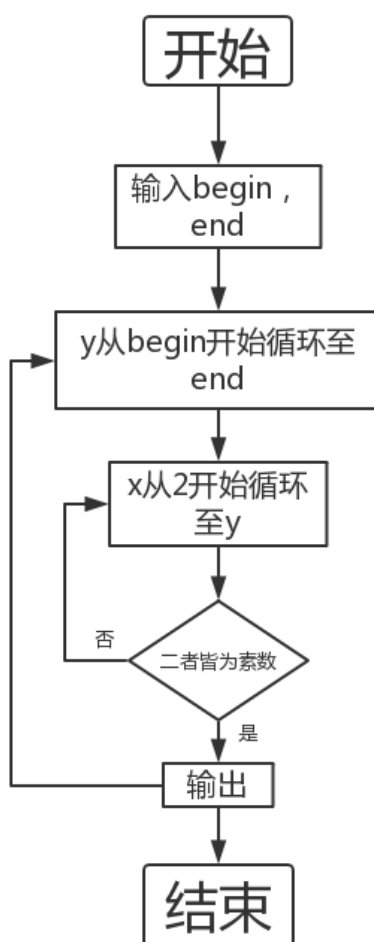 开始
输入begin，
end
y从begin开始循环至
end
x从2开始循环
至y
否
二者皆为素数
是
输出
结束